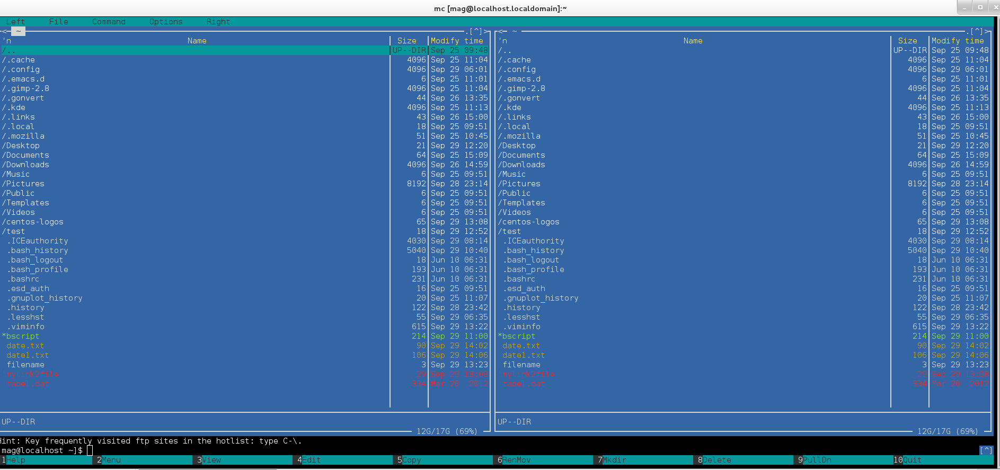 mc [mag@localhost.localdomain]:~
Left File Command Options Right
<─ ~ .[^]> <─ ~ .[^]>
'n Name Size Modify time 'n Name Size Modify time
/.. UP--DIR Sep 25 09:48 /.. UP--DIR Sep 25 09:48
/.cache 4096 Sep 25 11:04 /.cache 4096 Sep 25 11:04
/.config 4096 Sep 29 06:01 /.config 4096 Sep 29 06:01
/.emacs.d 6 Sep 25 11:01 /.emacs.d 6 Sep 25 11:01
/.gimp-2.8 4096 Sep 25 11:04 /.gimp-2.8 4096 Sep 25 11:04
/.gonvert 44 Sep 26 13:35 /.gonvert 44 Sep 26 13:35
/.kde 4096 Sep 25 11:13 /.kde 4096 Sep 25 11:13
/.links 43 Sep 26 15:00 /.links 43 Sep 26 15:00
/.local 18 Sep 25 09:51 /.local 18 Sep 25 09:51
/.mozilla 51 Sep 25 10:45 /.mozilla 51 Sep 25 10:45
/Desktop 21 Sep 29 12:20 /Desktop 21 Sep 29 12:20
/Documents 64 Sep 25 15:09 /Documents 64 Sep 25 15:09
/Downloads 4096 Sep 26 14:59 /Downloads 4096 Sep 26 14:59
/Music 6 Sep 25 09:51 /Music 6 Sep 25 09:51
/Pictures 8192 Sep 28 23:14 /Pictures 8192 Sep 28 23:14
/Public 6 Sep 25 09:51 /Public 6 Sep 25 09:51
/Templates 6 Sep 25 09:51 /Templates 6 Sep 25 09:51
/Videos 6 Sep 25 09:51 /Videos 6 Sep 25 09:51
/centos-logos 65 Sep 29 13:08 /centos-logos 65 Sep 29 13:08
/test 18 Sep 29 12:52 /test 18 Sep 29 12:52
.ICEauthority 4030 Sep 29 08:14 .ICEauthority 4030 Sep 29 08:14
.bash_history 5040 Sep 29 10:40 .bash_history 5040 Sep 29 10:40
.bash_logout 18 Jun 10 06:31 .bash_logout 18 Jun 10 06:31
.bash_profile 193 Jun 10 06:31 .bash_profile 193 Jun 10 06:31
.bashrc 231 Jun 10 06:31 .bashrc 231 Jun 10 06:31
.esd_auth 16 Sep 25 09:51 .esd_auth 16 Sep 25 09:51
.gnuplot_history 20 Sep 25 11:07 .gnuplot_history 20 Sep 25 11:07
.history 122 Sep 28 23:42 .history 122 Sep 28 23:42
.lesshst 55 Sep 29 06:35 .lesshst 55 Sep 29 06:35
.viminfo 615 Sep 29 13:22 .viminfo 615 Sep 29 13:22
*bscript 214 Sep 29 11:00 *bscript 214 Sep 29 11:00
date.txt 90 Sep 29 14:02 date.txt 90 Sep 29 14:02
date1.txt 106 Sep 29 14:06 date1.txt 106 Sep 29 14:06
filename 3 Sep 29 13:23 filename 3 Sep 29 13:23
!mylink2file 29 Sep 29 13:08 !mylink2file 29 Sep 29 13:08
tabel.dat 334 Mar 20 2012 tabel.dat 334 Mar 20 2012
UP--DIR UP--DIR
12G/17G (69%) 12G/17G (69%)
Hint: Key frequently visited ftp sites in the hotlist: type C-\.
mag@localhost ~]$ [^]
1Help 2Menu 3View 4Edit 5Copy 6RenMov 7Mkdir 8Delete 9PullDn 10Quit